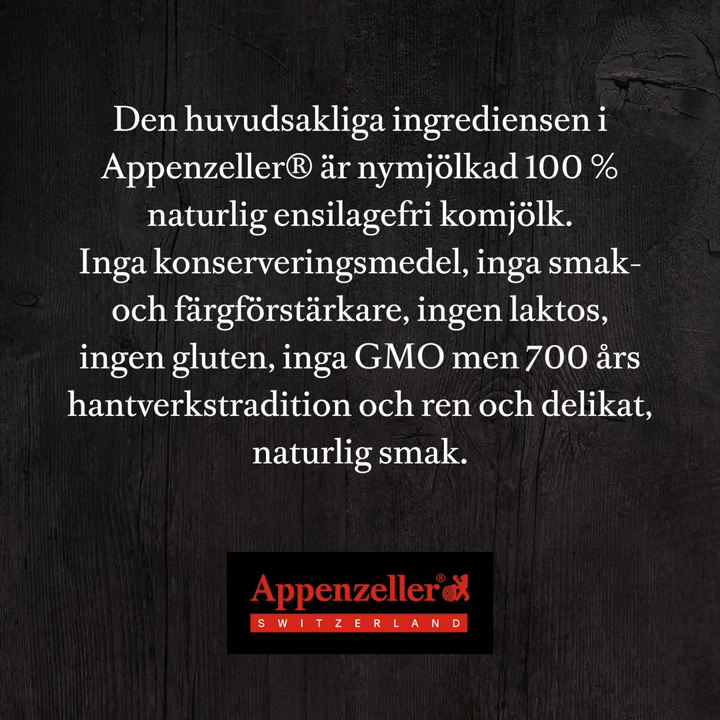 Den huvudsakliga ingrediensen i
Appenzeller® är nymjölkad 100 %
naturlig ensilagefri komjölk.
Inga konserveringsmedel, inga smak-
och färgförstärkare, ingen laktos,
ingen gluten, inga GMO men 700 års
hantverkstradition och ren och delikat,
naturlig smak.
Appenzeller®
SWITZERLAND